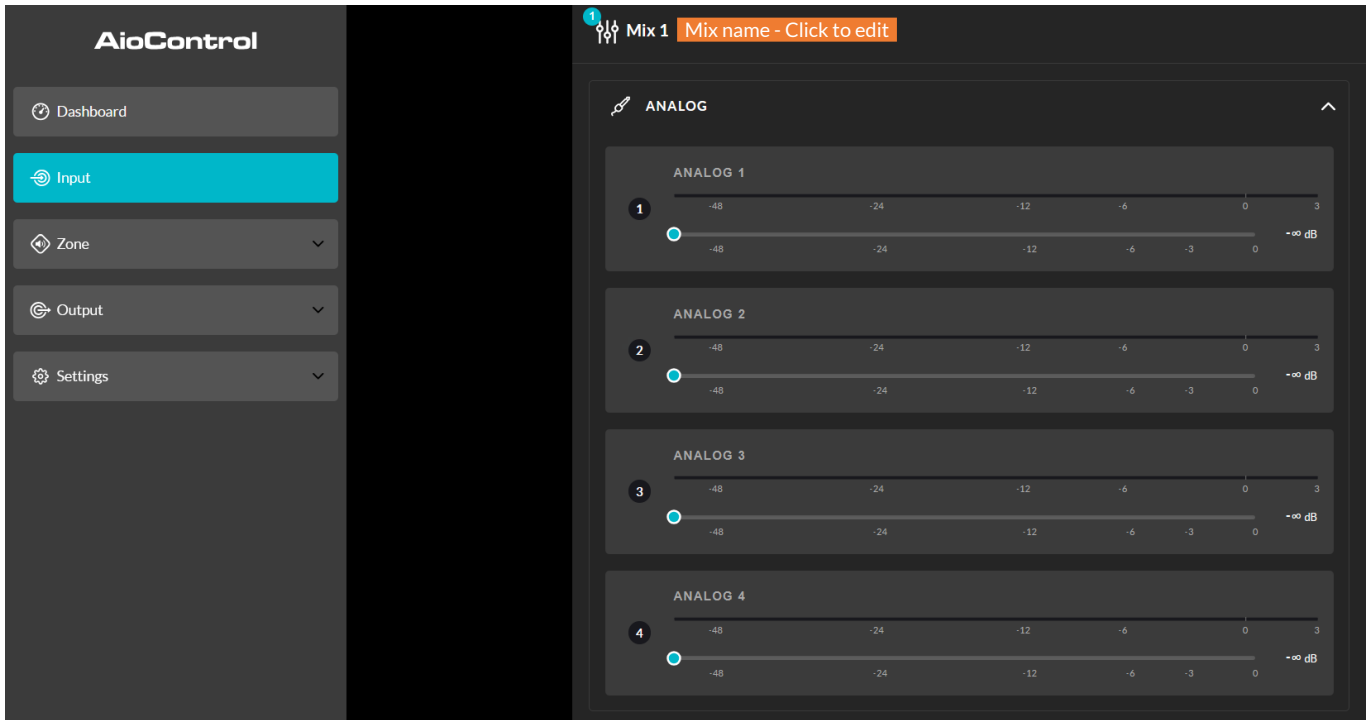 AioControl
Dashboard
Input
Zone
Output
Settings
1
Mix 1 Mix name - Click to edit
ANALOG
ANALOG 1
-48 -24 -12 -6 0 3
1
-∞ dB
-48 -24 -12 -6 -3 0
ANALOG 2
-48 -24 -12 -6 0 3
2
-∞ dB
-48 -24 -12 -6 -3 0
ANALOG 3
-48 -24 -12 -6 0 3
3
-∞ dB
-48 -24 -12 -6 -3 0
ANALOG 4
-48 -24 -12 -6 0 3
4
-∞ dB
-48 -24 -12 -6 -3 0